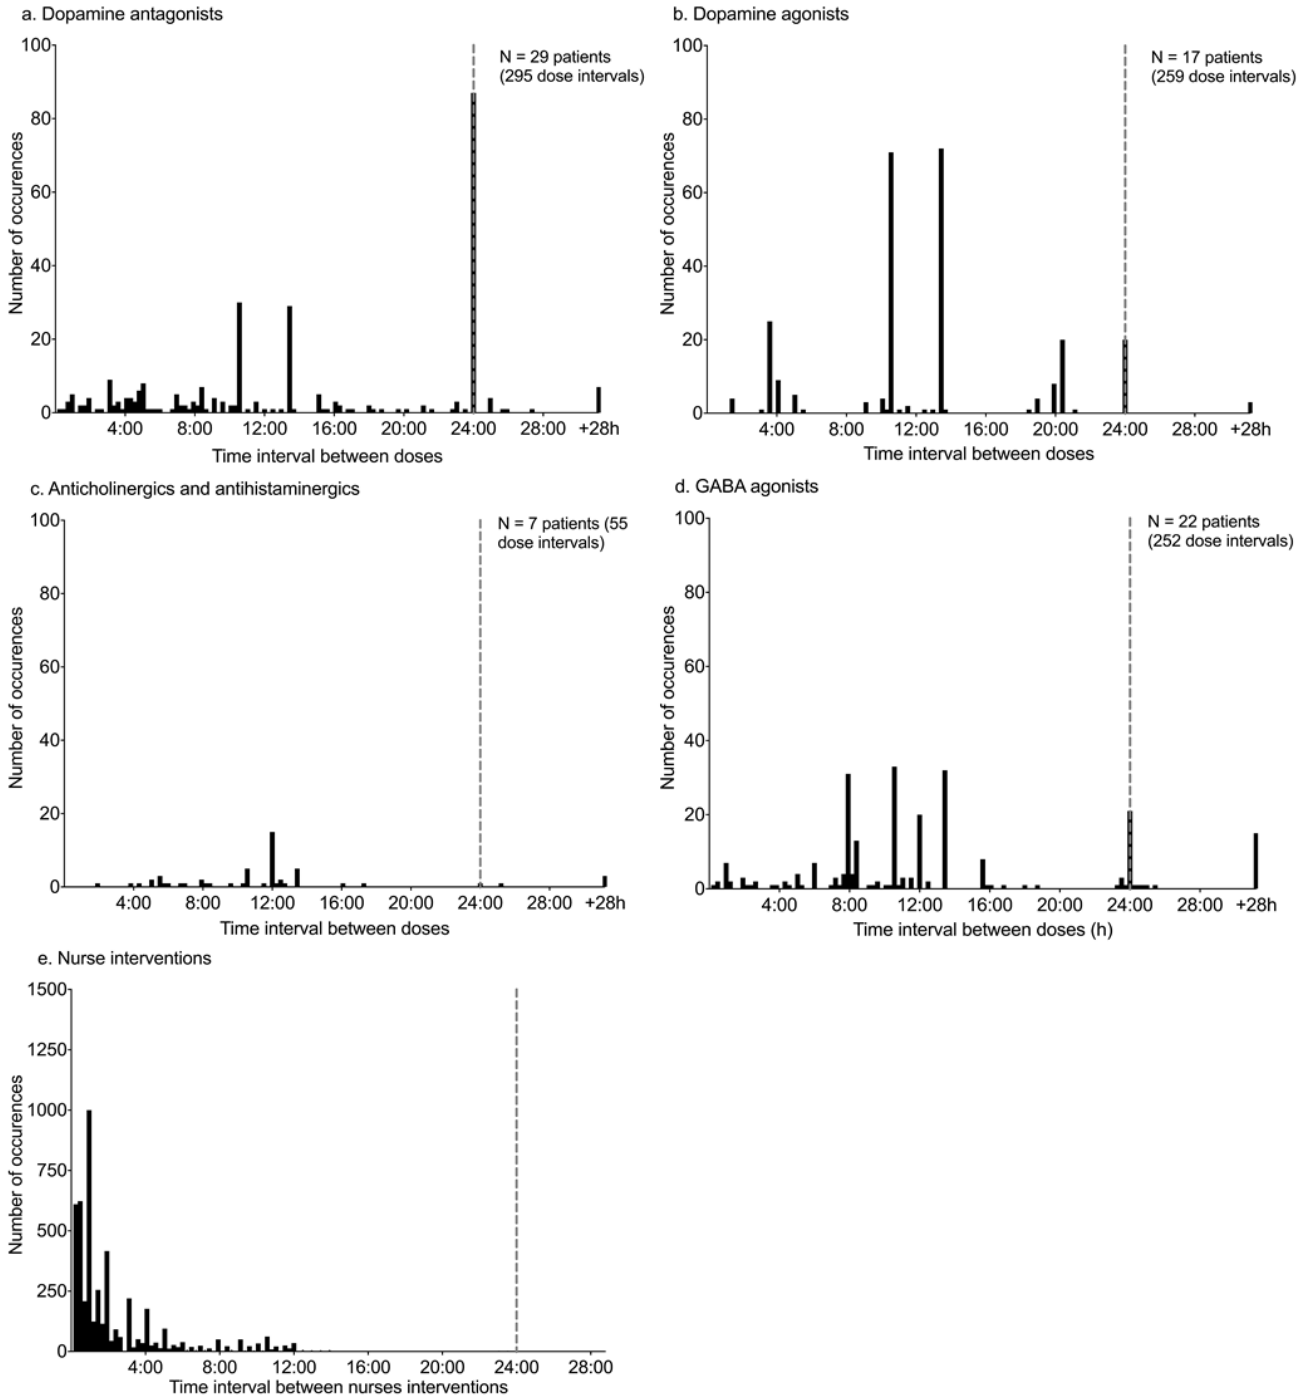 a. Dopamine antagonists
100
80
60
40
20
0
Number of occurences
N = 29 patients
(295 dose intervals)
4:00 8:00 12:00 16:00 20:00 24:00 28:00 +28h
Time interval between doses
b. Dopamine agonists
100
80
60
40
20
0
Number of occurences
N = 17 patients
(259 dose intervals)
4:00 8:00 12:00 16:00 20:00 24:00 28:00 +28h
Time interval between doses
c. Anticholinergics and antihistaminergics
100
80
60
40
20
0
Number of occurences
N = 7 patients (55
dose intervals)
4:00 8:00 12:00 16:00 20:00 24:00 28:00 +28h
Time interval between doses
d. GABA agonists
100
80
60
40
20
0
Number of occurences
N = 22 patients
(252 dose intervals)
4:00 8:00 12:00 16:00 20:00 24:00 28:00 +28h
Time interval between doses (h)
e. Nurse interventions
1500
1250
1000
750
500
250
0
Number of occurences
4:00 8:00 12:00 16:00 20:00 24:00 28:00
Time interval between nurses interventions